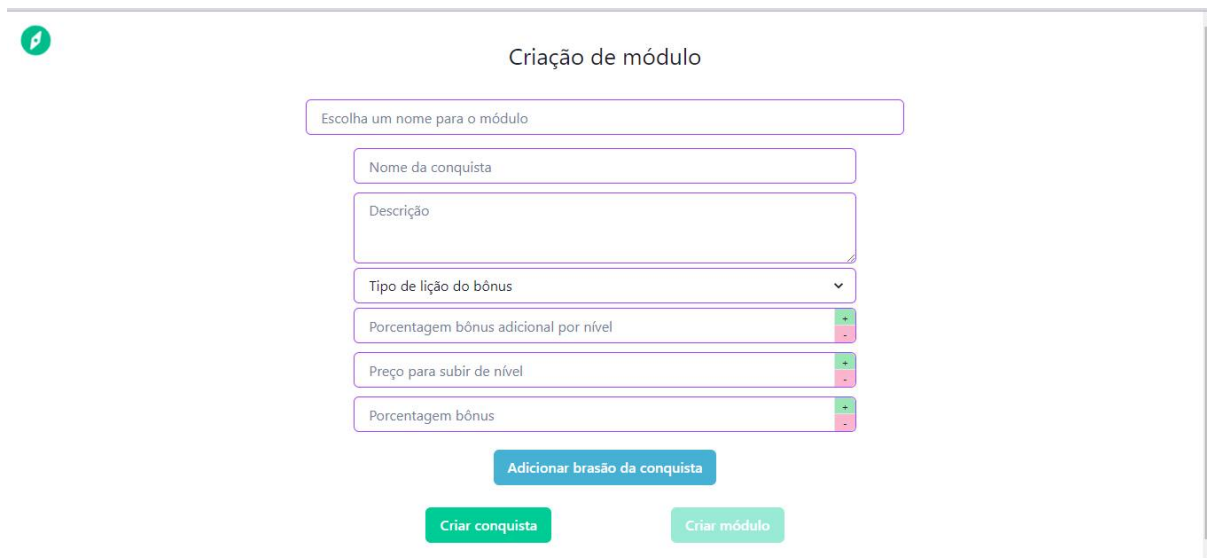 Criação de módulo
Escolha um nome para o módulo
Nome da conquista
Descrição
Tipo de lição do bônus
Porcentagem bônus adicional por nível
+
-
Preço para subir de nível
+
-
Porcentagem bônus
+
-
Adicionar brasão da conquista
Criar conquista
Criar módulo